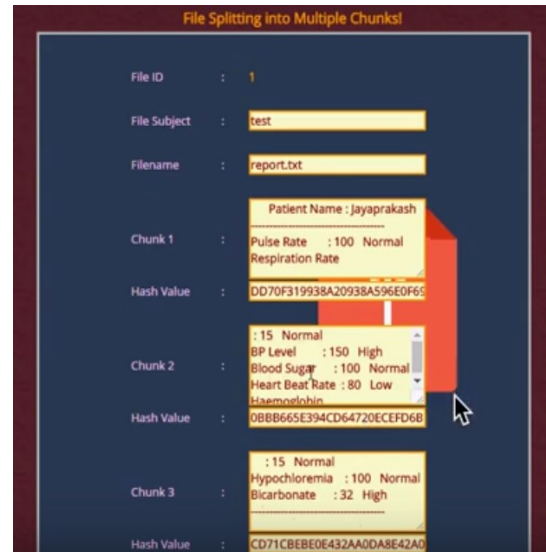 File Splitting into Multiple Chunks!
File ID : 1
File Subject : test
Filename : report.txt
Chunk 1 :
Patient Name : Jayaprakash
----------------------------------------
Pulse Rate : 100 Normal
Respiration Rate
Hash Value : DD70F319938A20938A596E0F69
Chunk 2 :
: 15 Normal
BP Level : 150 High
Blood Sugar : 100 Normal
Heart Beat Rate : 80 Low
Haemoglobin
Hash Value : 0BBB665E394CD64720ECEFD6B
Chunk 3 :
: 15 Normal
Hypochloremia : 100 Normal
Bicarbonate : 32 High
----------------------------------------
Hash Value : CD71CBEBE0E432AA0DA8E42A0